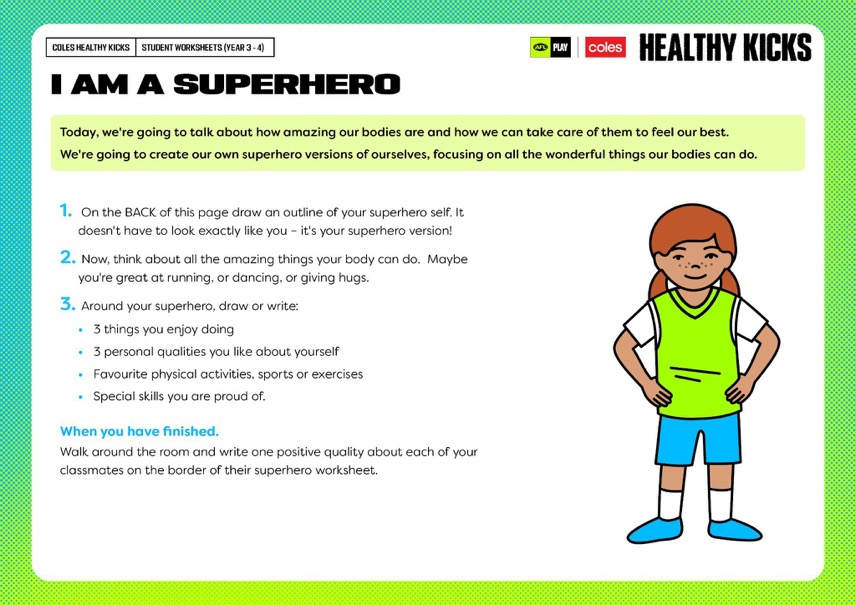 COLES HEALTHY KICKS STUDENT WORKSHEETS (YEAR 3 - 4)
AFL PLAY coles HEALTHY KICKS
I AM A SUPERHERO
Today, we're going to talk about how amazing our bodies are and how we can take care of them to feel our best.
We're going to create our own superhero versions of ourselves, focusing on all the wonderful things our bodies can do.
1. On the BACK of this page draw an outline of your superhero self. It
doesn't have to look exactly like you – it's your superhero version!
2. Now, think about all the amazing things your body can do. Maybe
you're great at running, or dancing, or giving hugs.
3. Around your superhero, draw or write:
• 3 things you enjoy doing
• 3 personal qualities you like about yourself
• Favourite physical activities, sports or exercises
• Special skills you are proud of.
When you have finished.
Walk around the room and write one positive quality about each of your
classmates on the border of their superhero worksheet.